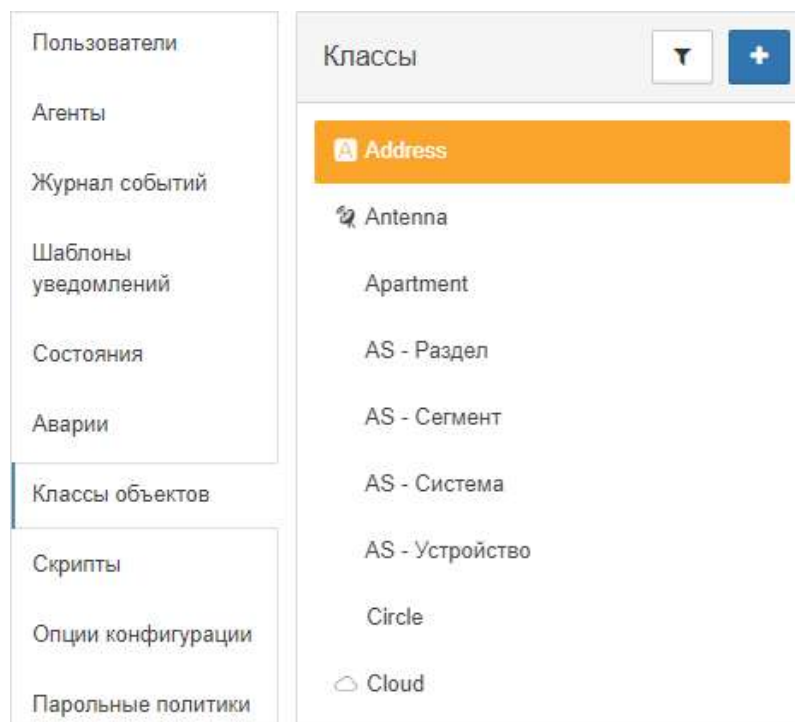 Пользователи
Агенты
Журнал событий
Шаблоны
уведомлений
Состояния
Аварии
Классы объектов
Скрипты
Опции конфигурации
Парольные политики
Классы
A Address
Antenna
Apartment
AS - Раздел
AS - Сегмент
AS - Система
AS - Устройство
Circle
Cloud